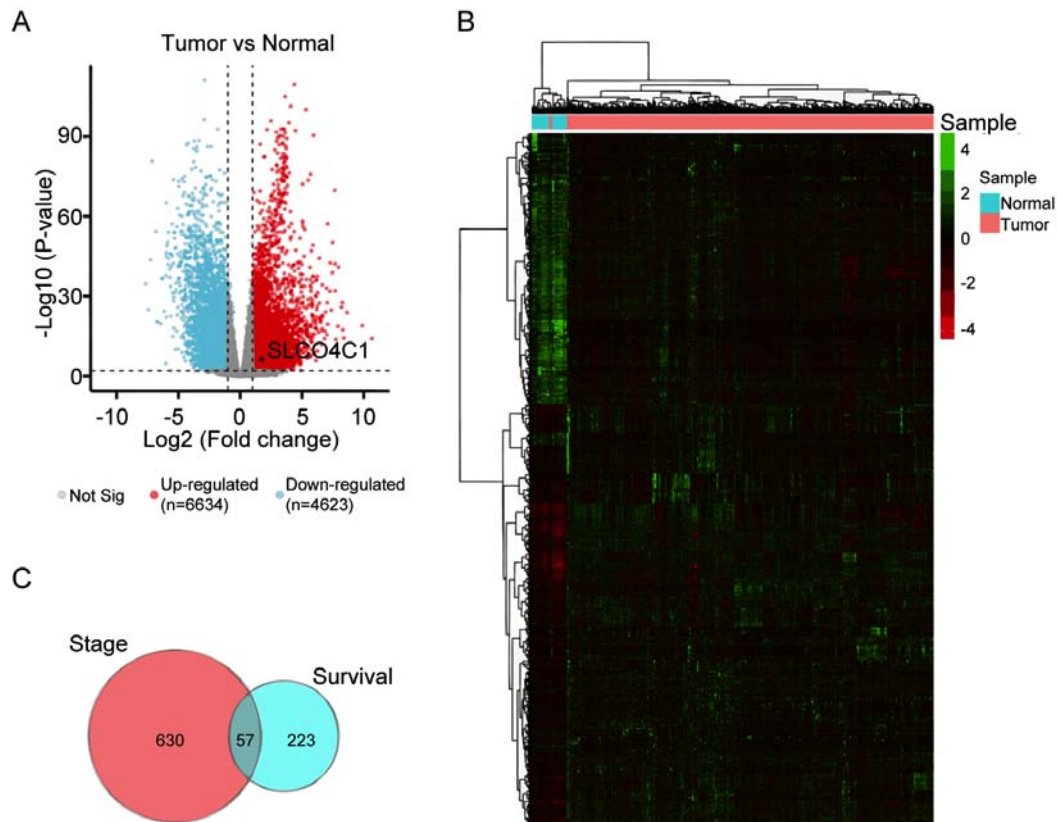 A
Tumor vs Normal
-Log10 (P-value)
90
60
30
0
SLCO4C1
-10
-5
0
5
10
Log2 (Fold change)
Not Sig
Up-regulated
(n=6634)
Down-regulated
(n=4623)
B
Sample
4
2
0
-2
-4
Sample
Normal
Tumor
C
Stage
Survival
630
57
223